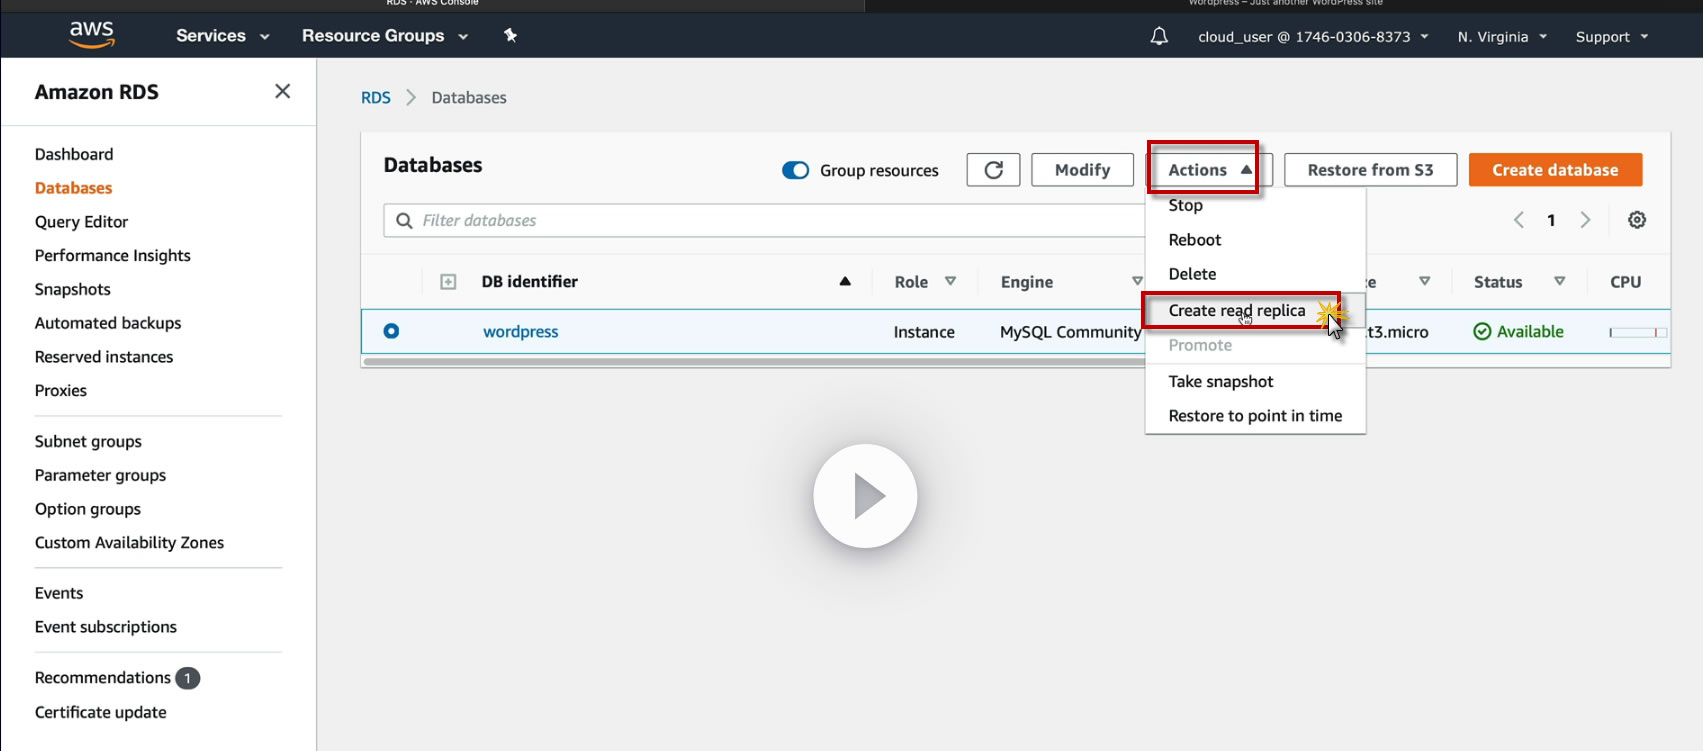 RDS · AWS Console
Wordpress – Just another WordPress site
aws
Services
Resource Groups
cloud_user @ 1746-0306-8373
N. Virginia
Support
Amazon RDS
Dashboard
Databases
Query Editor
Performance Insights
Snapshots
Automated backups
Reserved instances
Proxies
Subnet groups
Parameter groups
Option groups
Custom Availability Zones
Events
Event subscriptions
Recommendations 1
Certificate update
RDS > Databases
Databases
Group resources
Modify
Actions
Restore from S3
Create database
Filter databases
1
Stop
Reboot
Delete
Create read replica
Promote
Take snapshot
Restore to point in time
DB identifier Role Engine Status CPU
wordpress Instance MySQL Community t3.micro Available